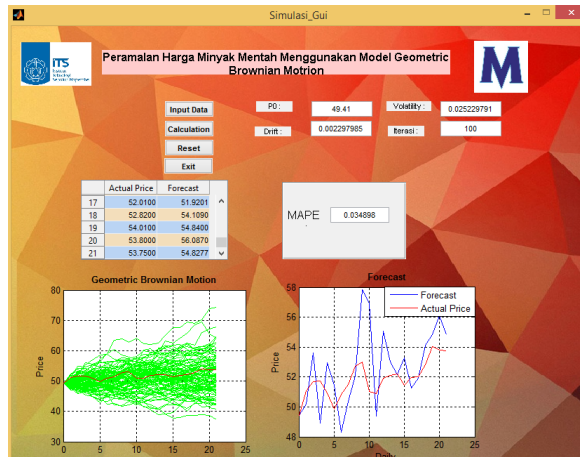 Simulasi_Gui
iTS
Peramalan Harga Minyak Mentah Menggunakan Model Geometric
Brownian Motrion
M
Input Data
P0 :
49.41
Volatility :
0.025229791
Calculation
Drift :
0.002297985
Iterasi :
100
Reset
Exit
Actual Price Forecast
17 52.0100 51.9201
18 52.8200 54.1090
19 54.0100 54.8400
20 53.8000 56.0870
21 53.7500 54.8277
MAPE
0.034898
Geometric Brownian Motion
Price
80
70
60
50
40
30
0 5 10 15 20 25
Forecast
Forecast
Actual Price
Price
58
56
54
52
50
48
0 5 10 15 20 25
Daily